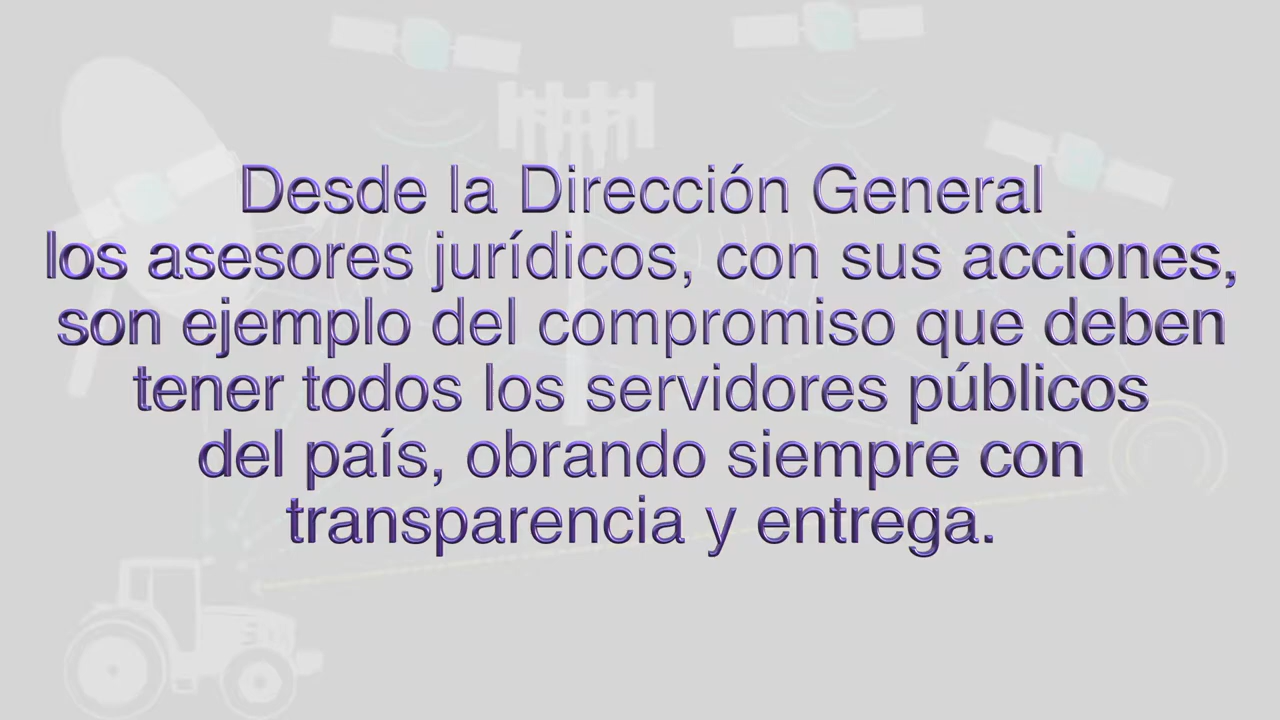 Desde la Dirección General
los asesores jurídicos, con sus acciones,
son ejemplo del compromiso que deben
tener todos los servidores públicos
del país, obrando siempre con
transparencia y entrega.